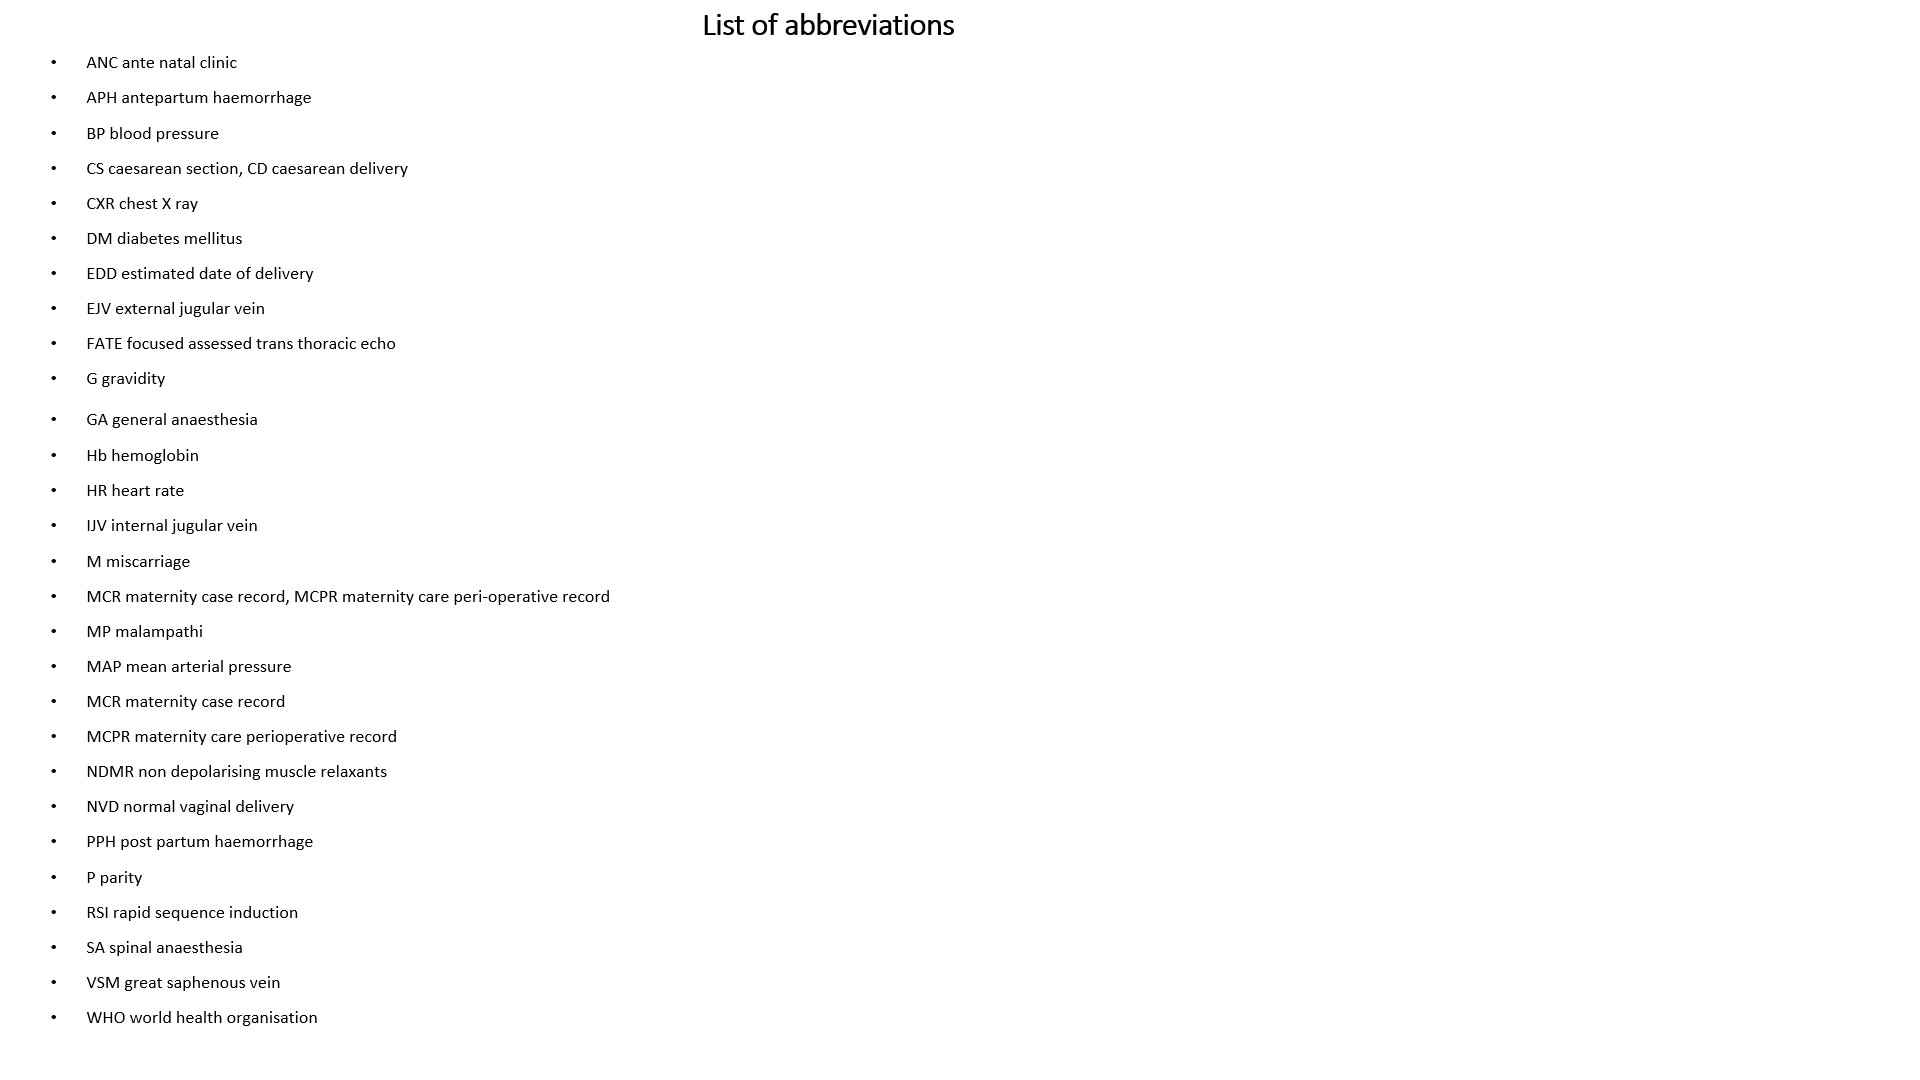 List of abbreviations
• ANC ante natal clinic
• APH antepartum haemorrhage
• BP blood pressure
• CS caesarean section, CD caesarean delivery
• CXR chest X ray
• DM diabetes mellitus
• EDD estimated date of delivery
• EJV external jugular vein
• FATE focused assessed trans thoracic echo
• G gravidity
• GA general anaesthesia
• Hb hemoglobin
• HR heart rate
• IJV internal jugular vein
• M miscarriage
• MCR maternity case record, MCPR maternity care peri-operative record
• MP malampathi
• MAP mean arterial pressure
• MCR maternity case record
• MCPR maternity care perioperative record
• NDMR non depolarising muscle relaxants
• NVD normal vaginal delivery
• PPH post partum haemorrhage
• P parity
• RSI rapid sequence induction
• SA spinal anaesthesia
• VSM great saphenous vein
• WHO world health organisation